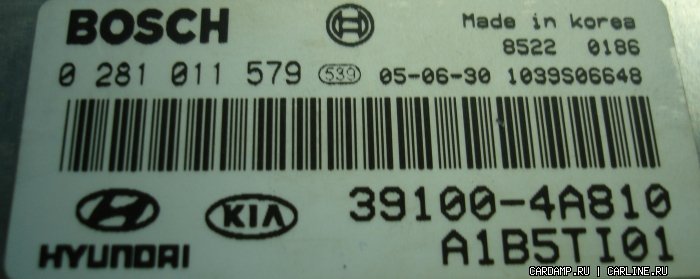 BOSCH Made in korea
8522 0186
0 281 011 579 539 05-06-30 1039S06648
HYUNDAI KIA 39100-4A810
A1B5TI01
CARDAMP.RU | CARLINE.RU